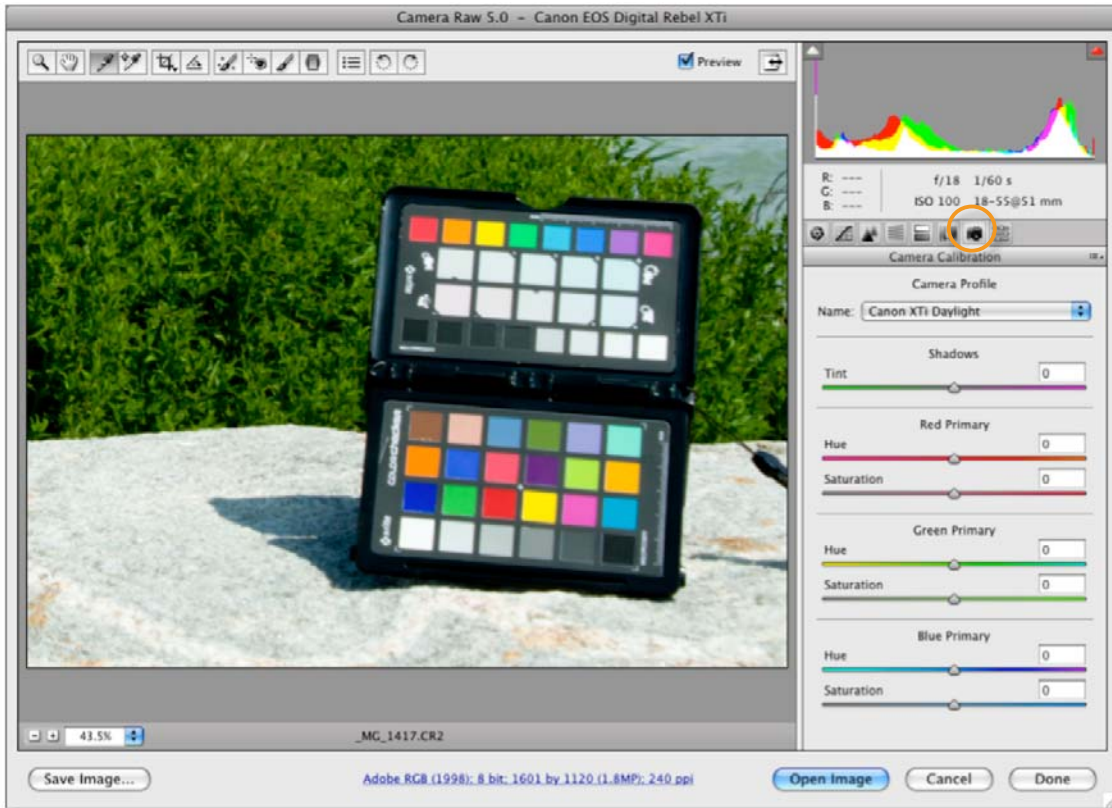 Camera Raw 5.0 – Canon EOS Digital Rebel XTi
Preview
R: ---
G: ---
B: ---
f/18 1/60 s
ISO 100 18-55@51 mm
Camera Calibration
Camera Profile
Name: Canon XTi Daylight
Shadows
Tint 0
Red Primary
Hue 0
Saturation 0
Green Primary
Hue 0
Saturation 0
Blue Primary
Hue 0
Saturation 0
x-rite
colorchecker
x-rite
43.5%
_MG_1417.CR2
Save Image...
Adobe RGB (1998); 8 bit; 1601 by 1120 (1.8MP); 240 ppi
Open Image
Cancel
Done